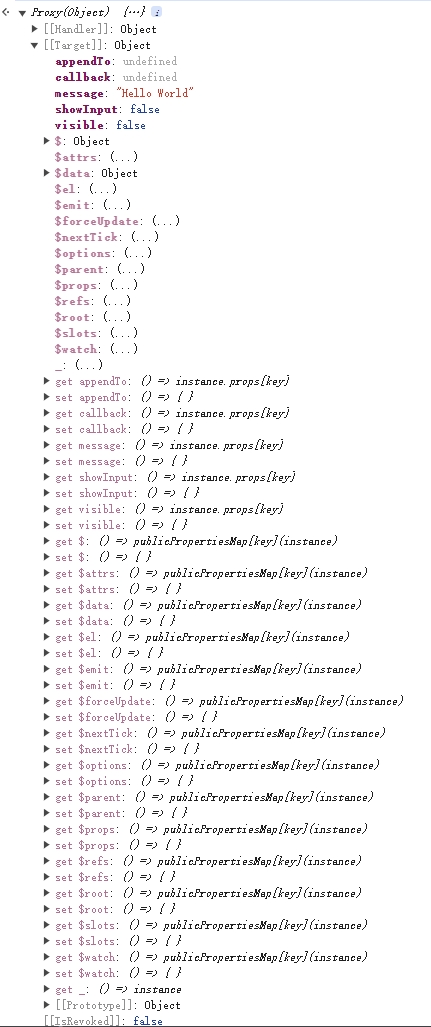 Proxy(Object) {…} i
[[Handler]]: Object
[[Target]]: Object
appendTo: undefined
callback: undefined
message: "Hello World"
showInput: false
visible: false
$: Object
$attrs: (...)
$data: Object
$el: (...)
$emit: (...)
$forceUpdate: (...)
$nextTick: (...)
$options: (...)
$parent: (...)
$props: (...)
$refs: (...)
$root: (...)
$slots: (...)
$watch: (...)
_: (...)
get appendTo: () => instance.props[key]
set appendTo: () => { }
get callback: () => instance.props[key]
set callback: () => { }
get message: () => instance.props[key]
set message: () => { }
get showInput: () => instance.props[key]
set showInput: () => { }
get visible: () => instance.props[key]
set visible: () => { }
get $: () => publicPropertiesMap[key](instance)
set $: () => { }
get $attrs: () => publicPropertiesMap[key](instance)
set $attrs: () => { }
get $data: () => publicPropertiesMap[key](instance)
set $data: () => { }
get $el: () => publicPropertiesMap[key](instance)
set $el: () => { }
get $emit: () => publicPropertiesMap[key](instance)
set $emit: () => { }
get $forceUpdate: () => publicPropertiesMap[key](instance)
set $forceUpdate: () => { }
get $nextTick: () => publicPropertiesMap[key](instance)
set $nextTick: () => { }
get $options: () => publicPropertiesMap[key](instance)
set $options: () => { }
get $parent: () => publicPropertiesMap[key](instance)
set $parent: () => { }
get $props: () => publicPropertiesMap[key](instance)
set $props: () => { }
get $refs: () => publicPropertiesMap[key](instance)
set $refs: () => { }
get $root: () => publicPropertiesMap[key](instance)
set $root: () => { }
get $slots: () => publicPropertiesMap[key](instance)
set $slots: () => { }
get $watch: () => publicPropertiesMap[key](instance)
set $watch: () => { }
get _: () => instance
[[Prototype]]: Object
[[IsRevoked]]: false